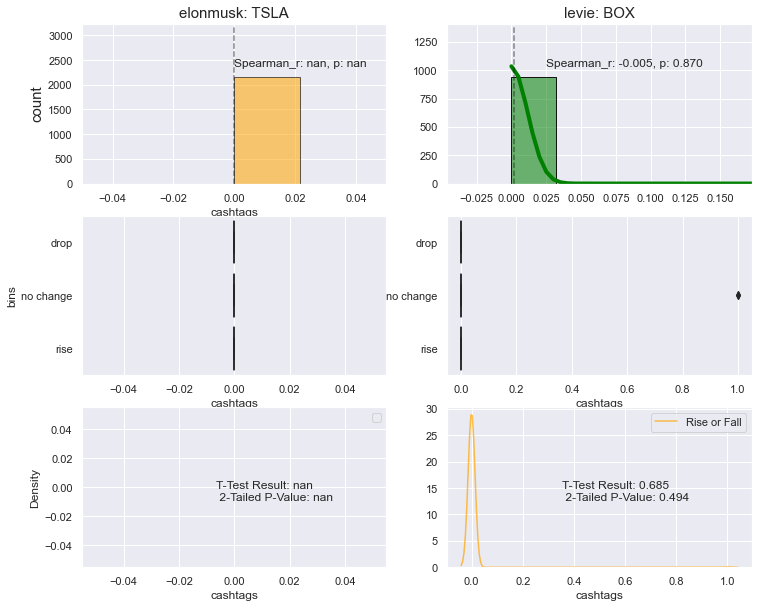 elonmusk: TSLA
levie: BOX
3000
2500
2000
1500
1000
500
0
count
Spearman_r: nan, p: nan
−0.04 −0.02 0.00 0.02 0.04
cashtags
1250
1000
750
500
250
0
Spearman_r: -0.005, p: 0.870
−0.025 0.000 0.025 0.050 0.075 0.100 0.125 0.150
cashtags
drop
no change
rise
bins
−0.04 −0.02 0.00 0.02 0.04
cashtags
drop
no change
rise
0.0 0.2 0.4 0.6 0.8 1.0
cashtags
0.04
0.02
0.00
−0.02
−0.04
Density
T-Test Result: nan
2-Tailed P-Value: nan
−0.04 −0.02 0.00 0.02 0.04
cashtags
30
25
20
15
10
5
0
Rise or Fall
T-Test Result: 0.685
2-Tailed P-Value: 0.494
0.0 0.2 0.4 0.6 0.8 1.0
cashtags